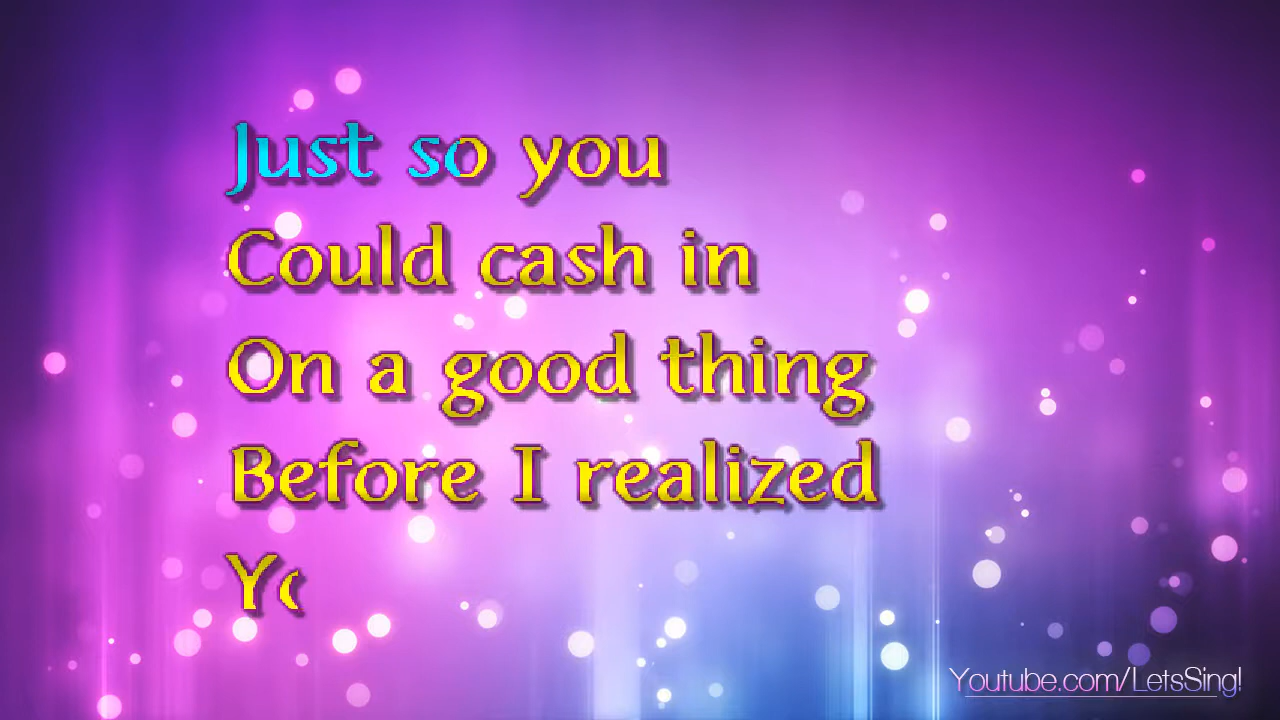 Just so you
Could cash in
On a good thing
Before I realized
Youtube.com/LetsSing!